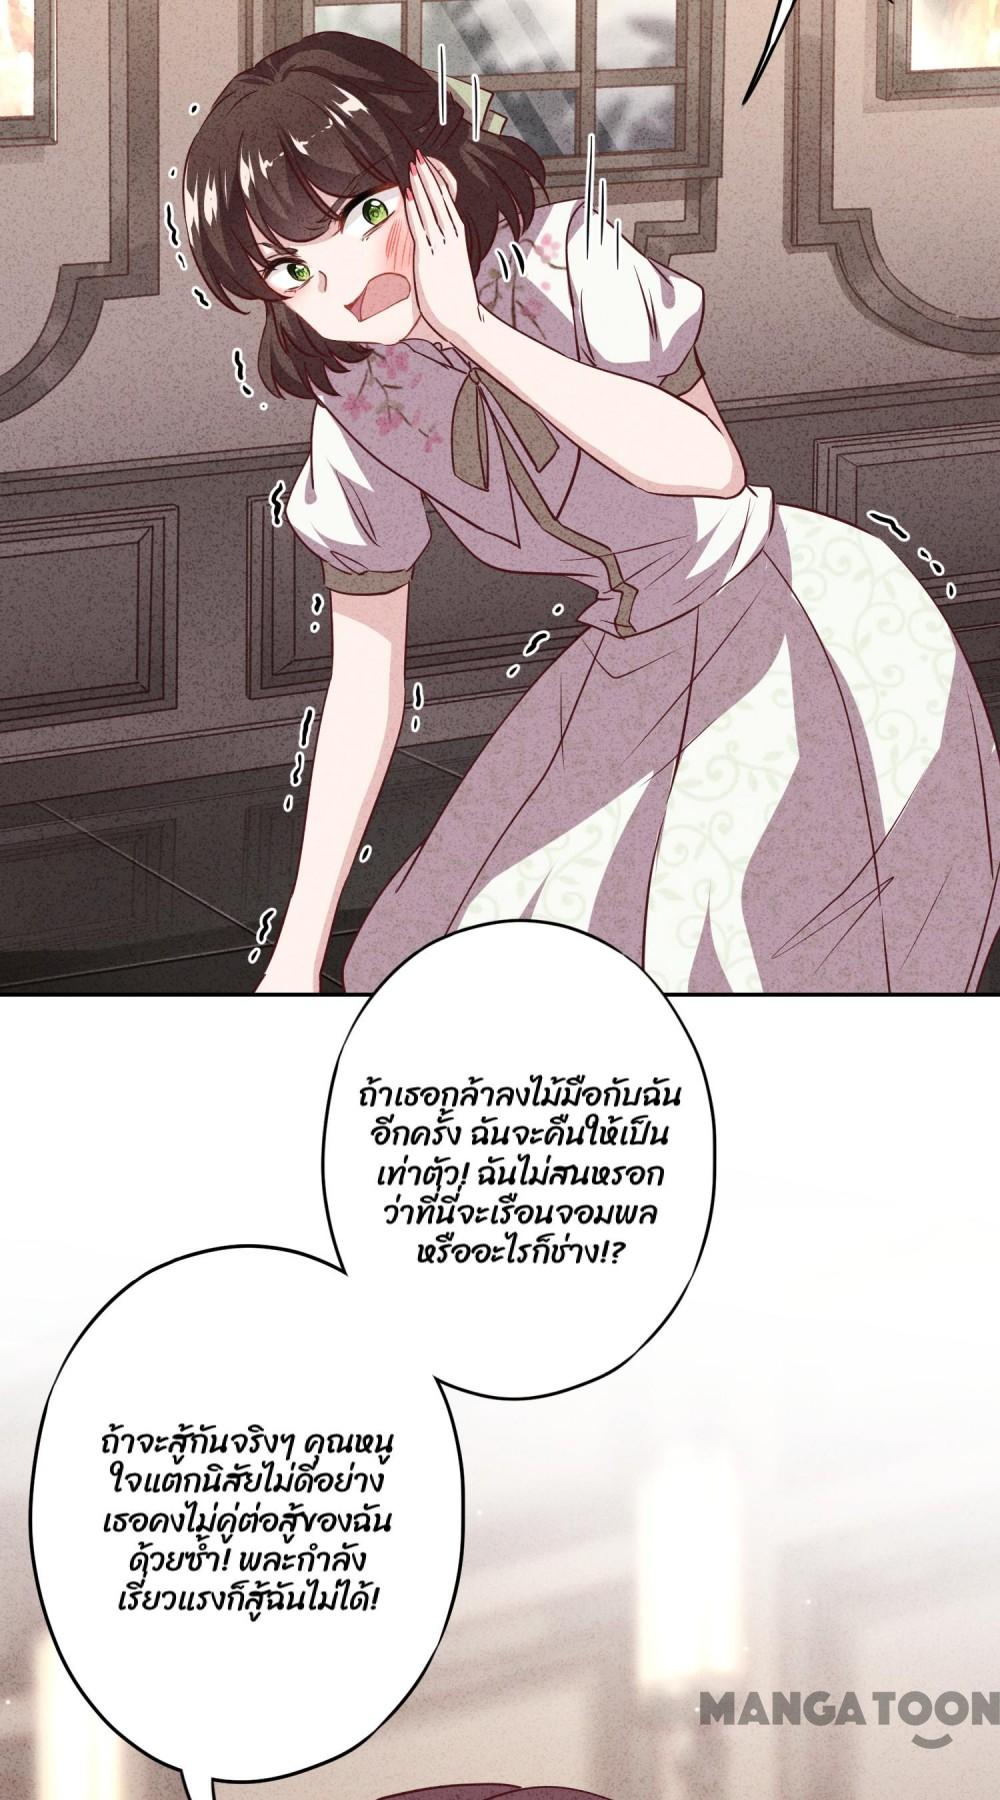 ถ้าเธอกล้าลงไม้มือกับฉัน
อีกครั้ง ฉันจะคืนให้เป็น
เท่าตัว! ฉันไม่สนหรอก
ว่าที่นี่จะเรือนจอมพล
หรืออะไรก็ช่าง!?
ถ้าจะสู้กันจริงๆ คุณหนู
ใจแตกนิสัยไม่ดีอย่าง
เธอคงไม่คู่ต่อสู้ของฉัน
ด้วยซ้ำ! พละกำลัง
เรี่ยวแรงก็สู้ฉันไม่ได้!
MANGATOON